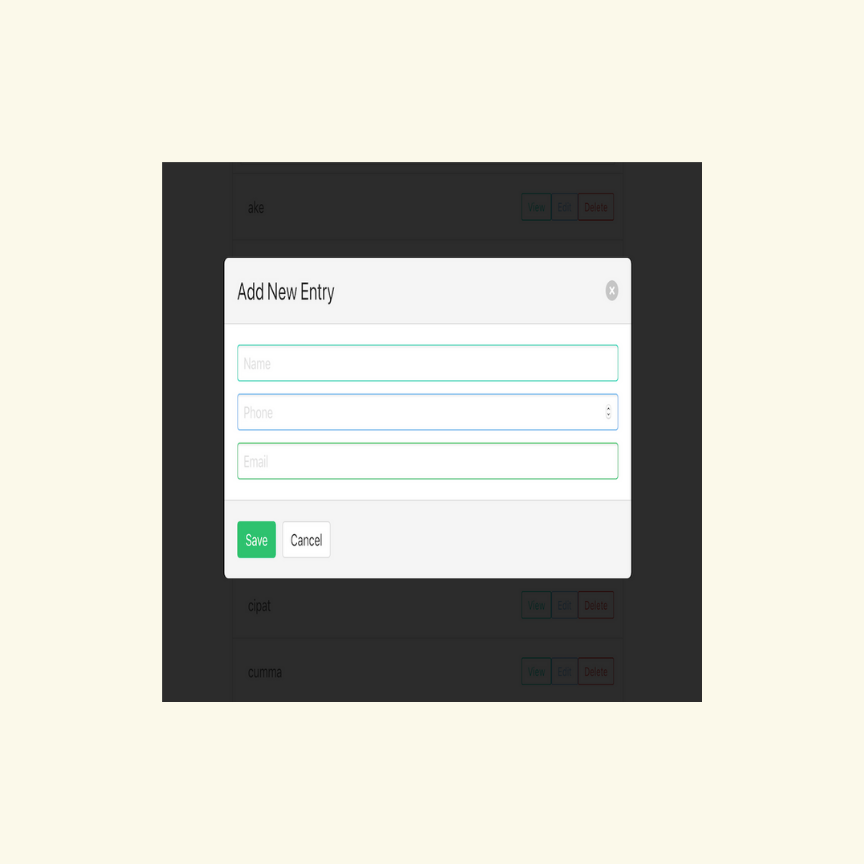 ake View Edit Delete
Add New Entry x
Name
Phone
Email
Save Cancel
cipat View Edit Delete
cumma View Edit Delete